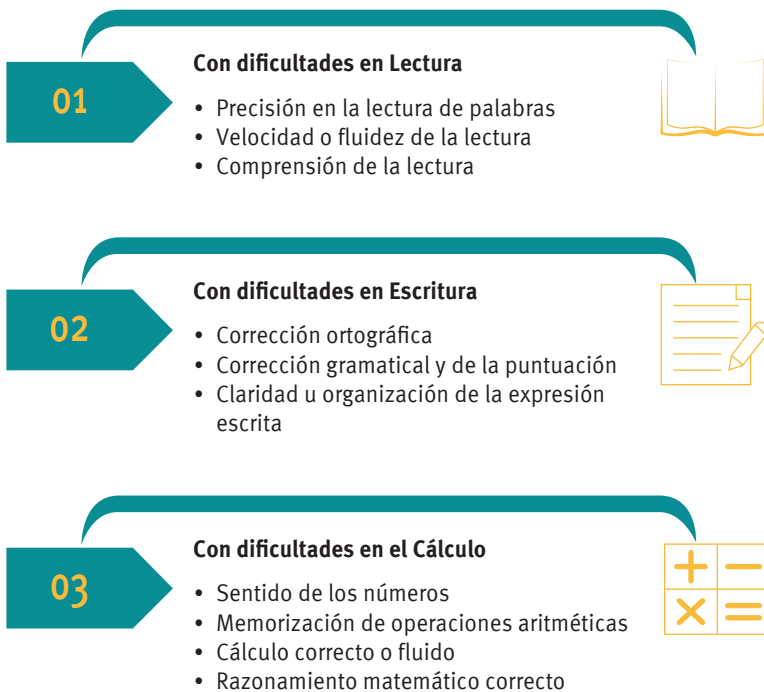 01
Con dificultades en Lectura
• Precisión en la lectura de palabras
• Velocidad o fluidez de la lectura
• Comprensión de la lectura
02
Con dificultades en Escritura
• Corrección ortográfica
• Corrección gramatical y de la puntuación
• Claridad u organización de la expresión
escrita
03
Con dificultades en el Cálculo
• Sentido de los números
• Memorización de operaciones aritméticas
• Cálculo correcto o fluido
• Razonamiento matemático correcto